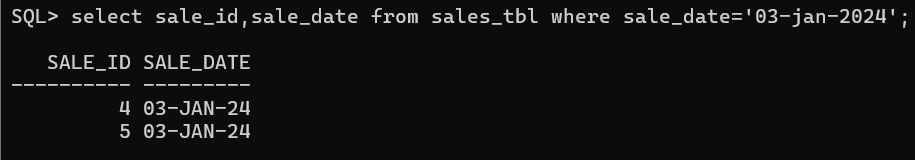 SQL> select sale_id,sale_date from sales_tbl where sale_date='03-jan-2024';
   SALE_ID SALE_DATE
---------- ---------
         4 03-JAN-24
         5 03-JAN-24